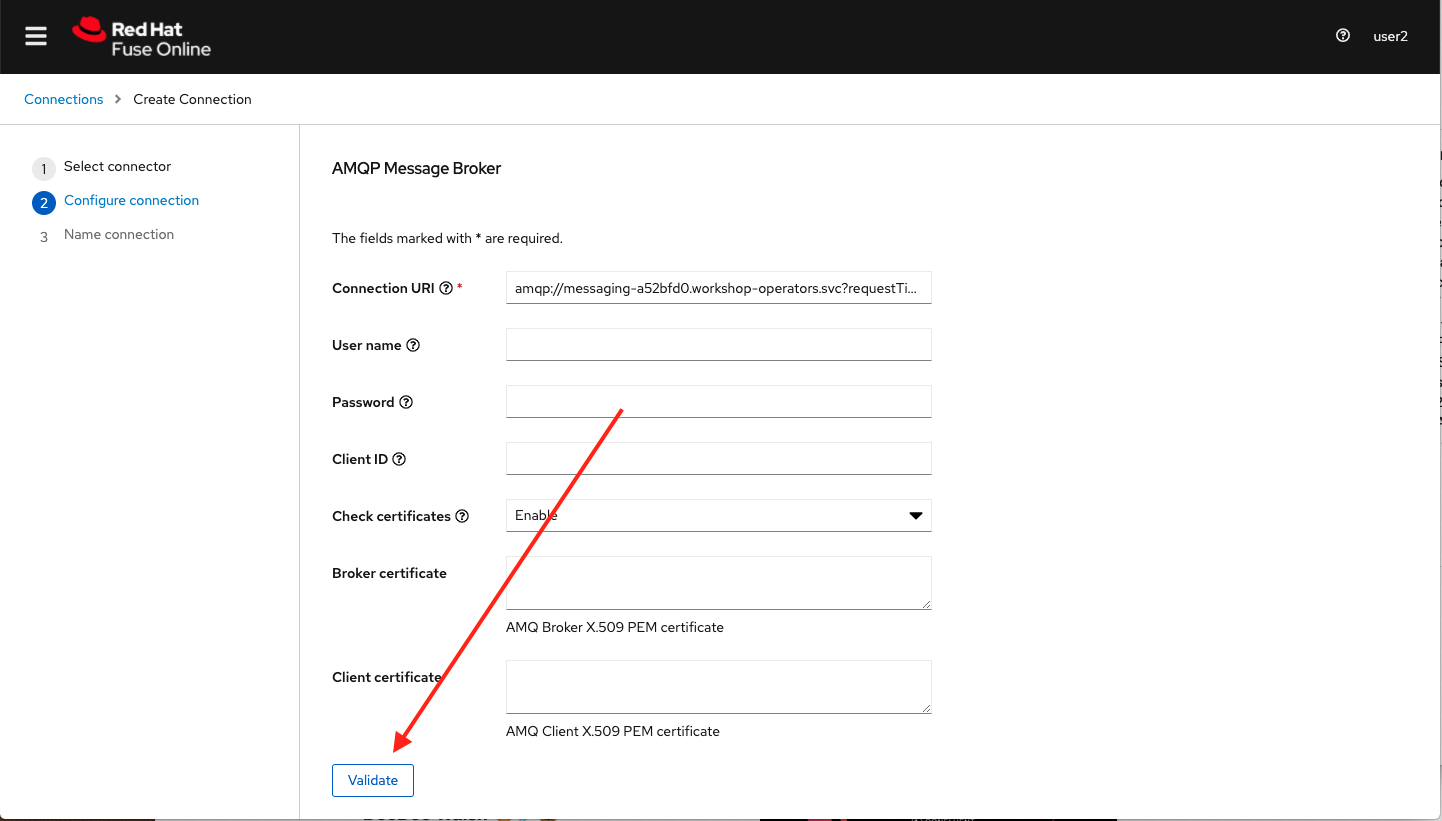 Red Hat
Fuse Online
user2
Connections > Create Connection
1 Select connector
2 Configure connection
3 Name connection
AMQP Message Broker
The fields marked with * are required.
Connection URI * amqp://messaging-a52bfd0.workshop-operators.svc?requestTi...
User name
Password
Client ID
Check certificates Enable
Broker certificate
AMQ Broker X.509 PEM certificate
Client certificate
AMQ Client X.509 PEM certificate
Validate